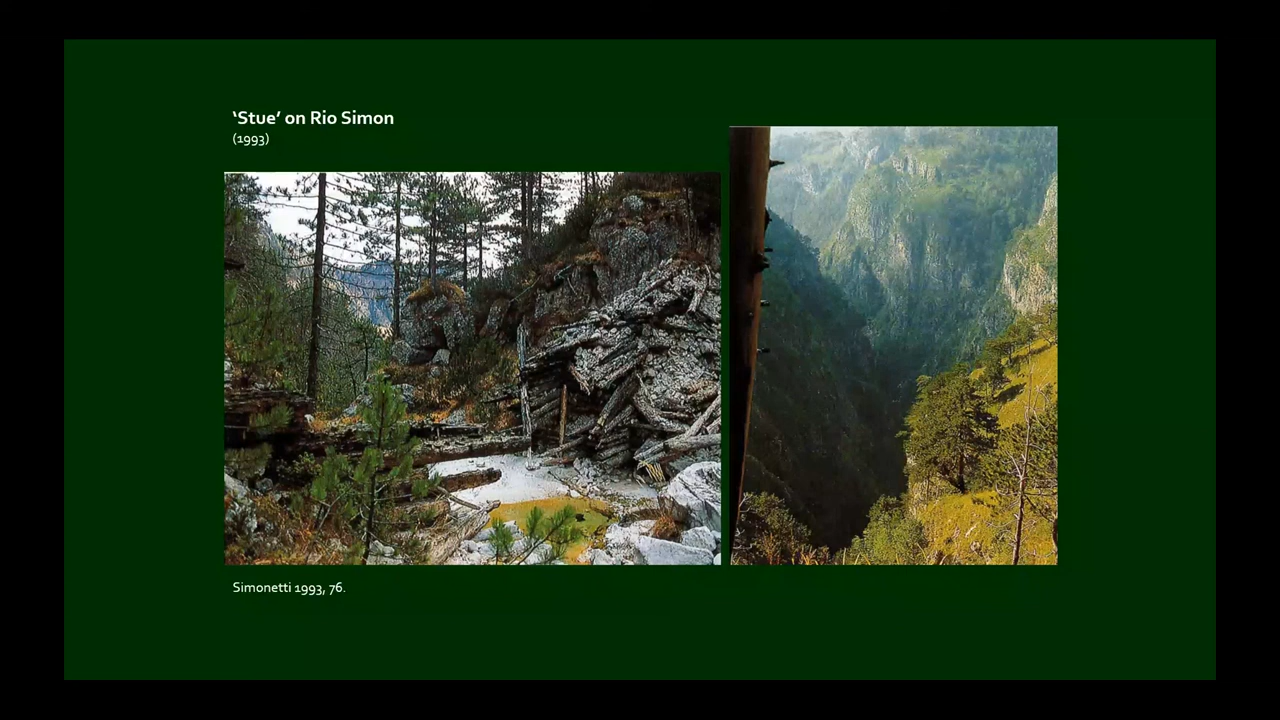 ‘Stue’ on Rio Simon
(1993)
Simonetti 1993, 76.